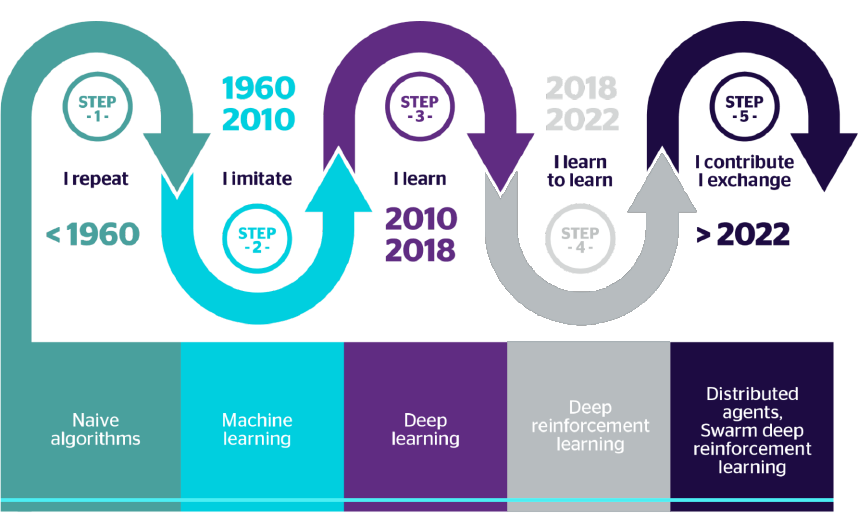 STEP
- 1 -
I repeat
< 1960
1960
2010
I imitate
STEP
- 2 -
STEP
- 3 -
I learn
2010
2018
2018
2022
I learn
to learn
STEP
- 4 -
STEP
- 5 -
I contribute
I exchange
> 2022
Naive
algorithms
Machine
learning
Deep
learning
Deep
reinforcement
learning
Distributed
agents,
Swarm deep
reinforcement
learning